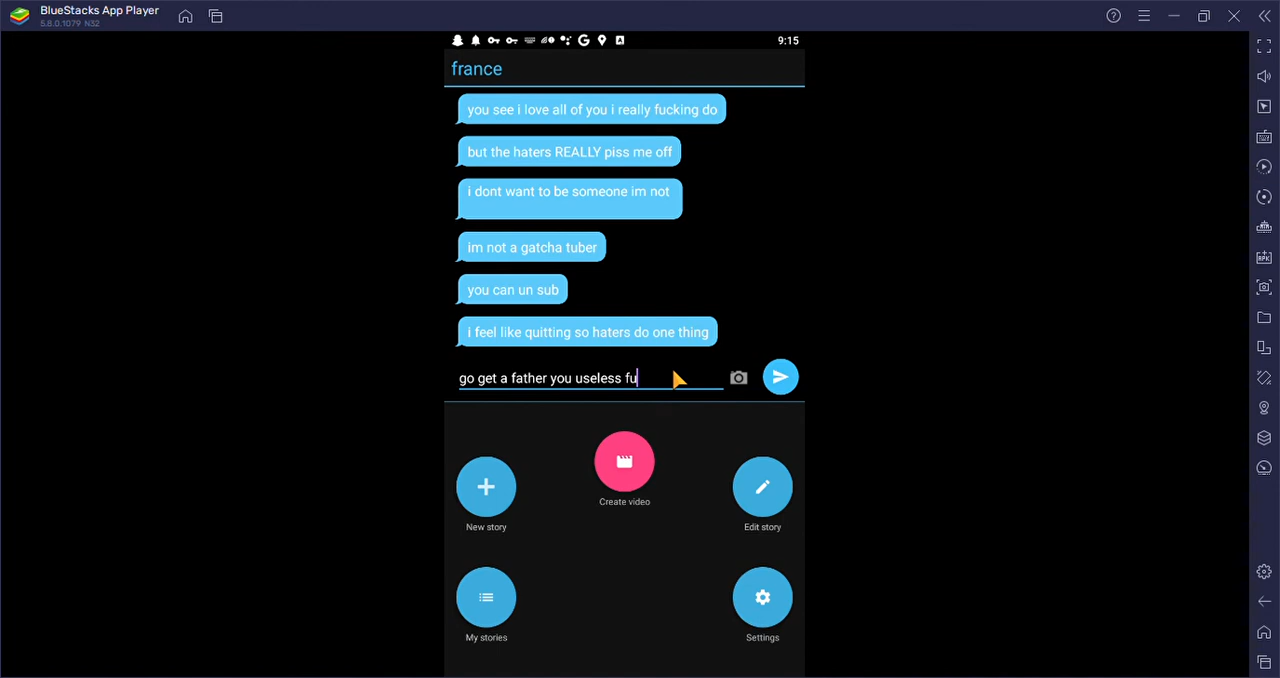 BlueStacks App Player
5.8.0.1079 N32
9:15
france
you see i love all of you i really fucking do
but the haters REALLY piss me off
i dont want to be someone im not
im not a gatcha tuber
you can un sub
i feel like quitting so haters do one thing
go get a father you useless fu
Create video
New story
Edit story
My stories
Settings